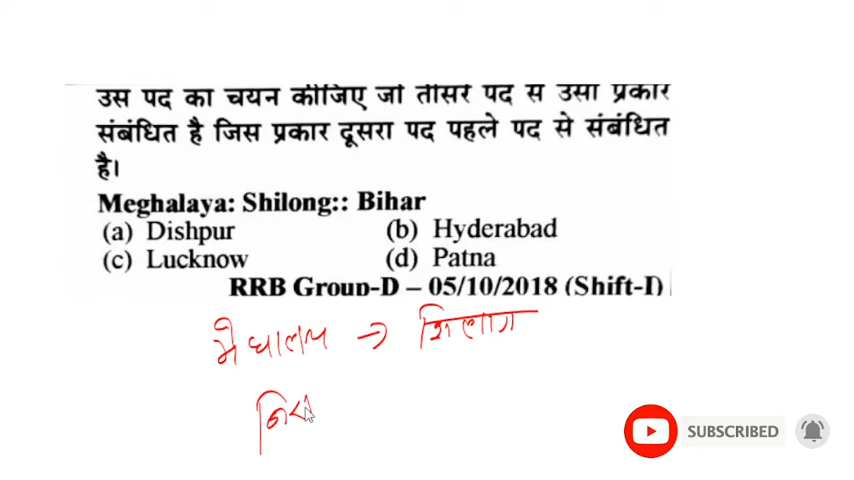 उस पद का चयन कीजिए जो तीसरे पद से उसी प्रकार
संबंधित है जिस प्रकार दूसरा पद पहले पद से संबंधित
है।
Meghalaya: Shilong:: Bihar
(a) Dishpur (b) Hyderabad
(c) Lucknow (d) Patna
RRB Group-D – 05/10/2018 (Shift-I)
मेघालय → शिलाग
SUBSCRIBED